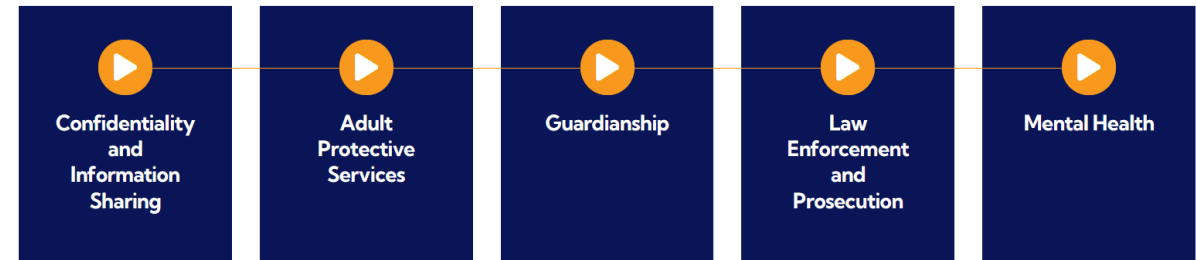 Confidentiality
and
Information
Sharing
Adult
Protective
Services
Guardianship
Law
Enforcement
and
Prosecution
Mental Health